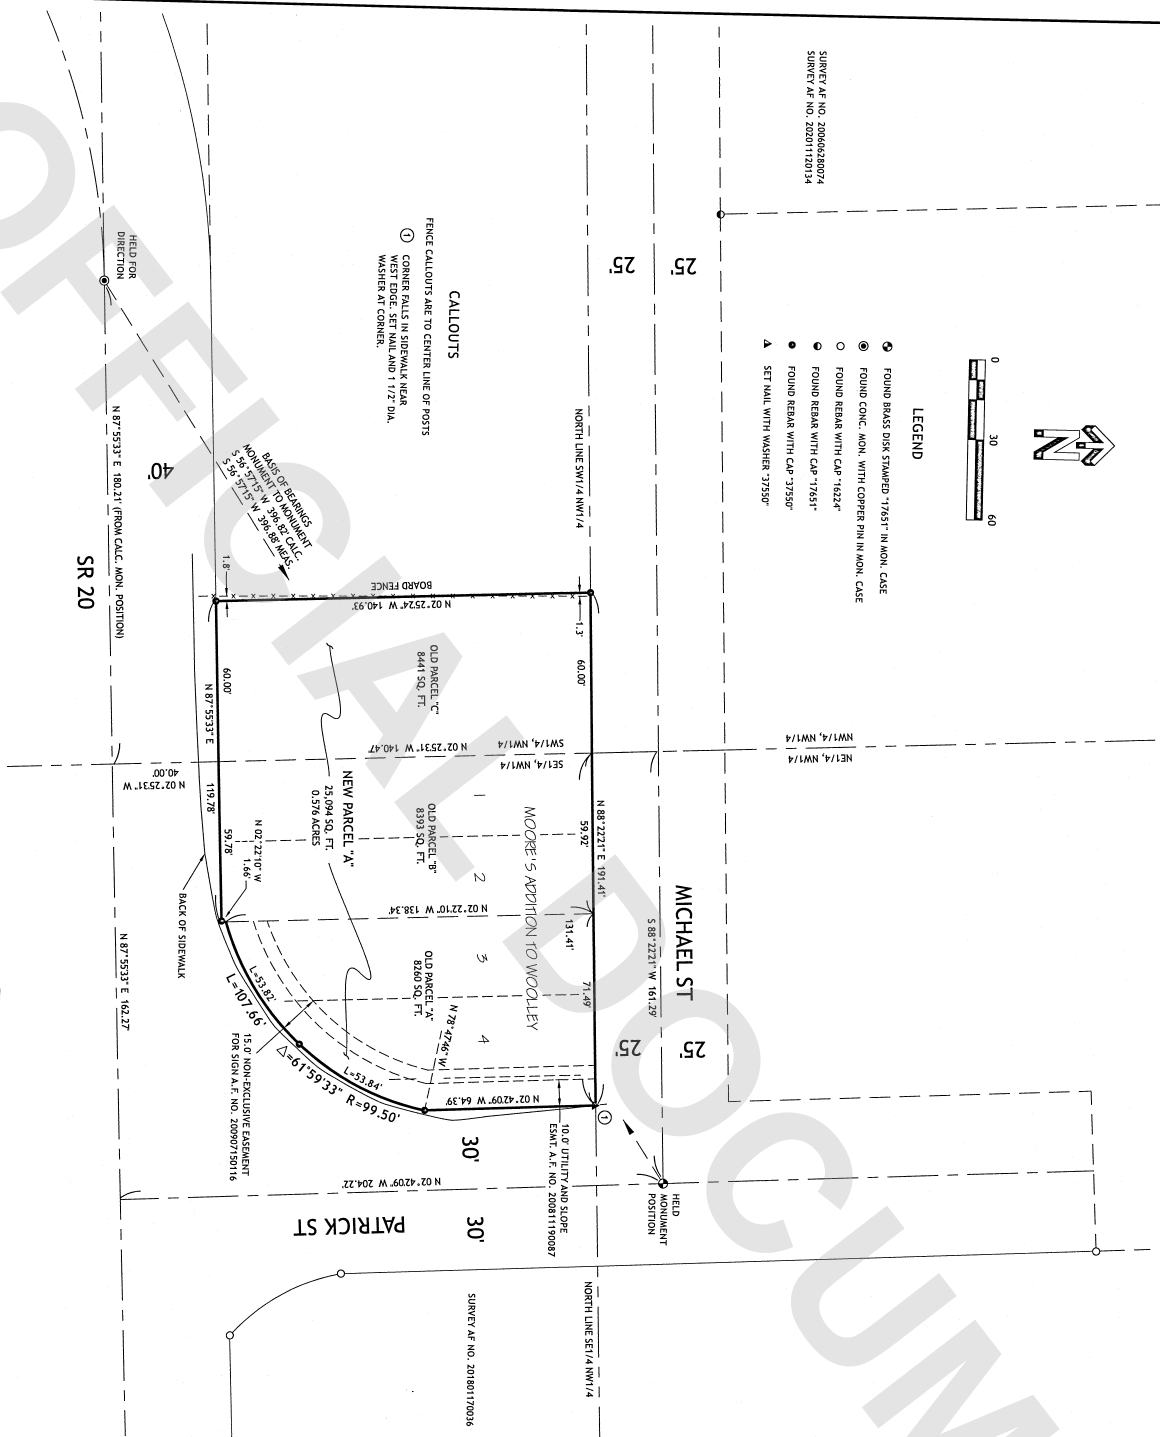 SURVEY AF NO. 200606280074
SURVEY AF NO. 202011120134
0 30 60
N
LEGEND
FOUND BRASS DISK STAMPED "17651" IN MON. CASE
FOUND CONC. MON. WITH COPPER PIN IN MON. CASE
FOUND REBAR WITH CAP "16224"
FOUND REBAR WITH CAP "17651"
FOUND REBAR WITH CAP "37550"
SET NAIL WITH WASHER "37550"
25'
25'
CALLOUTS
FENCE CALLOUTS ARE TO CENTER LINE OF POSTS
1 CORNER FALLS IN SIDEWALK NEAR
WEST EDGE. SET NAIL AND 1 1/2" DIA.
WASHER AT CORNER.
HELD FOR
DIRECTION
NORTH LINE SW1/4 NW1/4
BASIS OF BEARINGS
MONUMENT TO MONUMENT
S 56°57'15" W 396.82' CALC.
S 56°57'15" W 396.88' MEAS.
40'
N 87°55'33" E 180.21' (FROM CALC. MON. POSITION)
SR 20
1.8'
BOARD FENCE
N 02°25'24" W 140.93'
1.3'
60.00'
OLD PARCEL "C"
8441 SQ. FT.
60.00'
N 87°55'33" E
119.78'
N 02°25'31" W 140.47'
SW1/4, NW1/4
SE1/4, NW1/4
NW1/4, NW1/4
NE1/4, NW1/4
N 02°25'31" W
40.00'
NEW PARCEL "A"
25,094 SQ. FT.
0.576 ACRES
OLD PARCEL "B"
8393 SQ. FT.
1
2
3
4
MOORE'S ADDITION TO WOOLLEY
N 88°22'21" E 191.41'
59.92'
131.41'
71.49'
MICHAEL ST
S 88°22'21" W 161.29'
25'
25'
59.78'
N 02°22'10" W
1.66'
N 02°22'10" W 138.34'
OLD PARCEL "A"
8260 SQ. FT.
N 78°47'46" W
BACK OF SIDEWALK
N 87°55'33" E 162.27'
L=53.82'
L=107.66'
△=61°59'33" R=99.50'
L=53.84'
15.0' NON-EXCLUSIVE EASEMENT
FOR SIGN A.F. NO. 200907150116
N 02°42'09" W 64.39'
1
10.0' UTILITY AND SLOPE
ESMT. A.F. NO. 200811190087
30'
30'
N 02°42'09" W 204.22'
PATRICK ST
HELD
MONUMENT
POSITION
NORTH LINE SE1/4 NW1/4
SURVEY AF NO. 201801170036
OFFICIAL DOCUM